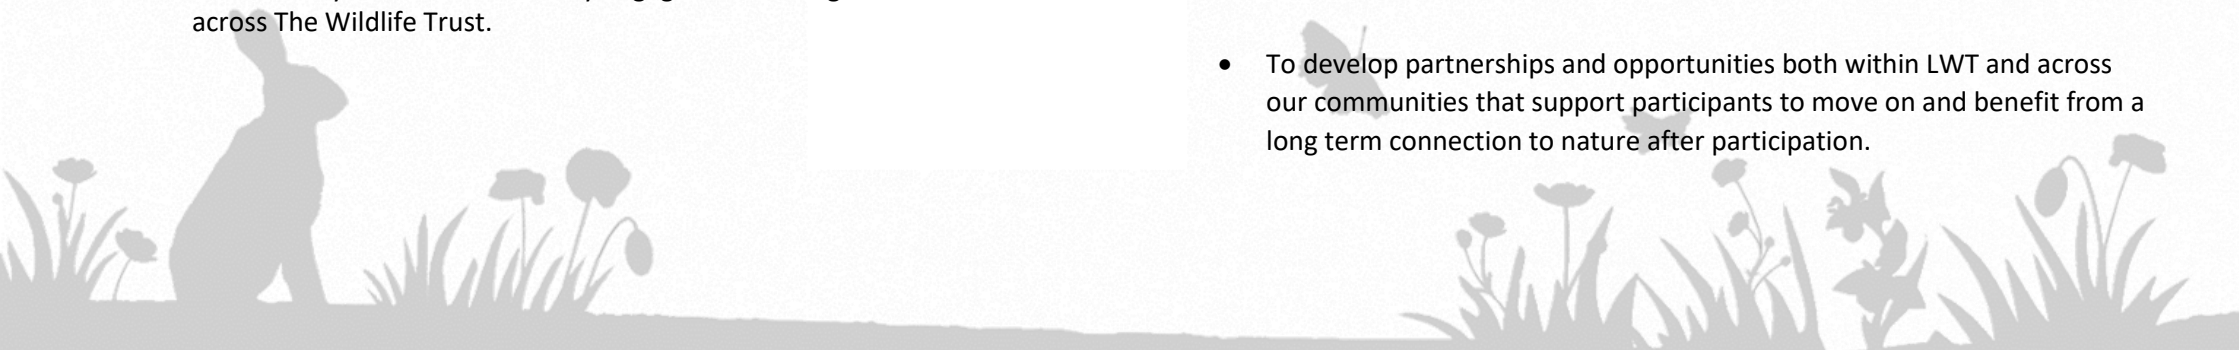 across The Wildlife Trust.
• To develop partnerships and opportunities both within LWT and across
our communities that support participants to move on and benefit from a
long term connection to nature after participation.